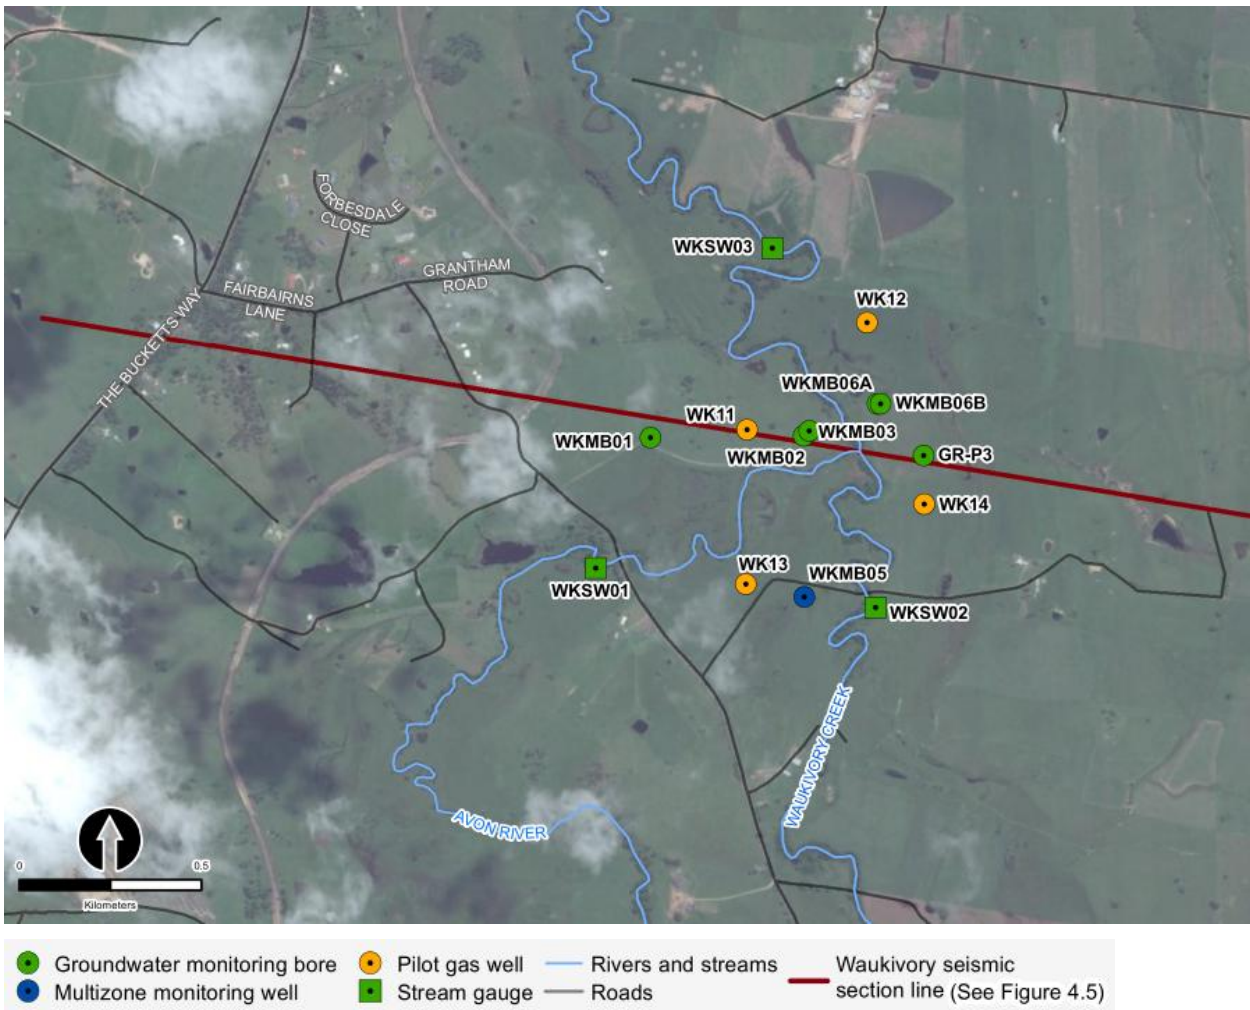 FORBESDALE
CLOSE
GRANTHAM
ROAD
FAIRBAIRNS
LANE
THE BUCKETTS WAY
WKSW03
WK12
WKMB06A
WKMB06B
WK11
WKMB03
WKMB01
WKMB02
GR-P3
WK14
WK13
WKMB05
WKSW01
WKSW02
WAUKIVORY CREEK
AVON RIVER
0 0.5
Kilometers
Groundwater monitoring bore
Pilot gas well
Rivers and streams
Waukivory seismic
section line (See Figure 4.5)
Multizone monitoring well
Stream gauge
Roads